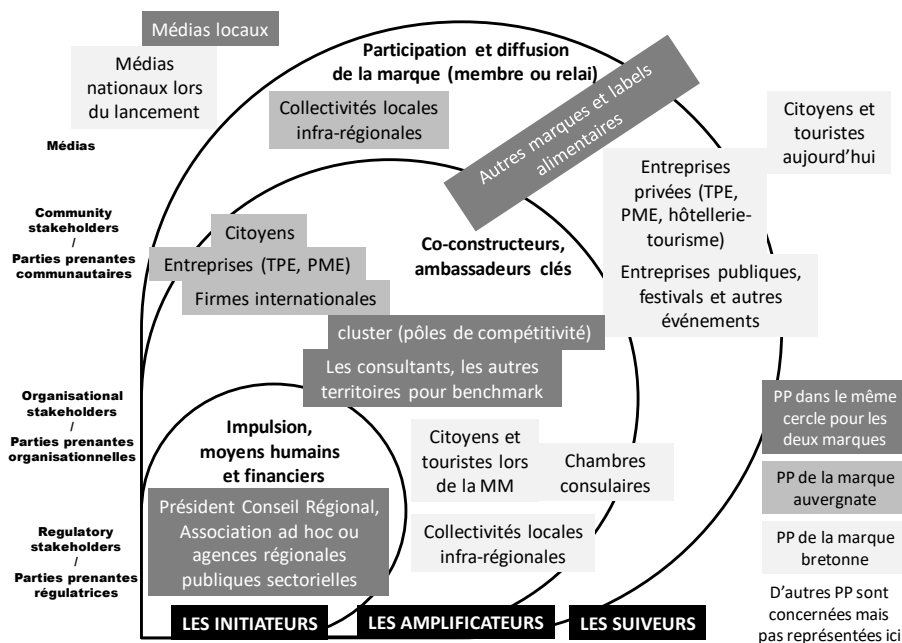 Médias locaux
Médias
nationaux lors
du lancement
Participation et diffusion
de la marque (membre ou relai)
Collectivités locales
infra-régionales
Autres marques et labels
alimentaires
Citoyens et
touristes
aujourd'hui
Médias
Entreprises
privées (TPE,
PME, hôtellerie-
tourisme)
Community
stakeholders
/
Parties prenantes
communautaires
Citoyens
Entreprises (TPE, PME)
Firmes internationales
Co-constructeurs,
ambassadeurs clés
Entreprises publiques,
festivals et autres
événements
cluster (pôles de compétitivité)
Les consultants, les autres
territoires pour benchmark
Organisational
stakeholders
/
Parties prenantes
organisationnelles
Impulsion,
moyens humains
et financiers
Citoyens et
touristes lors
de la MM
Chambres
consulaires
PP dans le même
cercle pour les
deux marques
PP de la marque
auvergnate
PP de la marque
bretonne
D'autres PP sont
concernées mais
pas représentées ici
Regulatory
stakeholders
/
Parties prenantes
régulatrices
Président Conseil Régional,
Association ad hoc ou
agences régionales
publiques sectorielles
Collectivités locales
infra-régionales
LES INITIATEURS
LES AMPLIFICATEURS
LES SUIVEURS